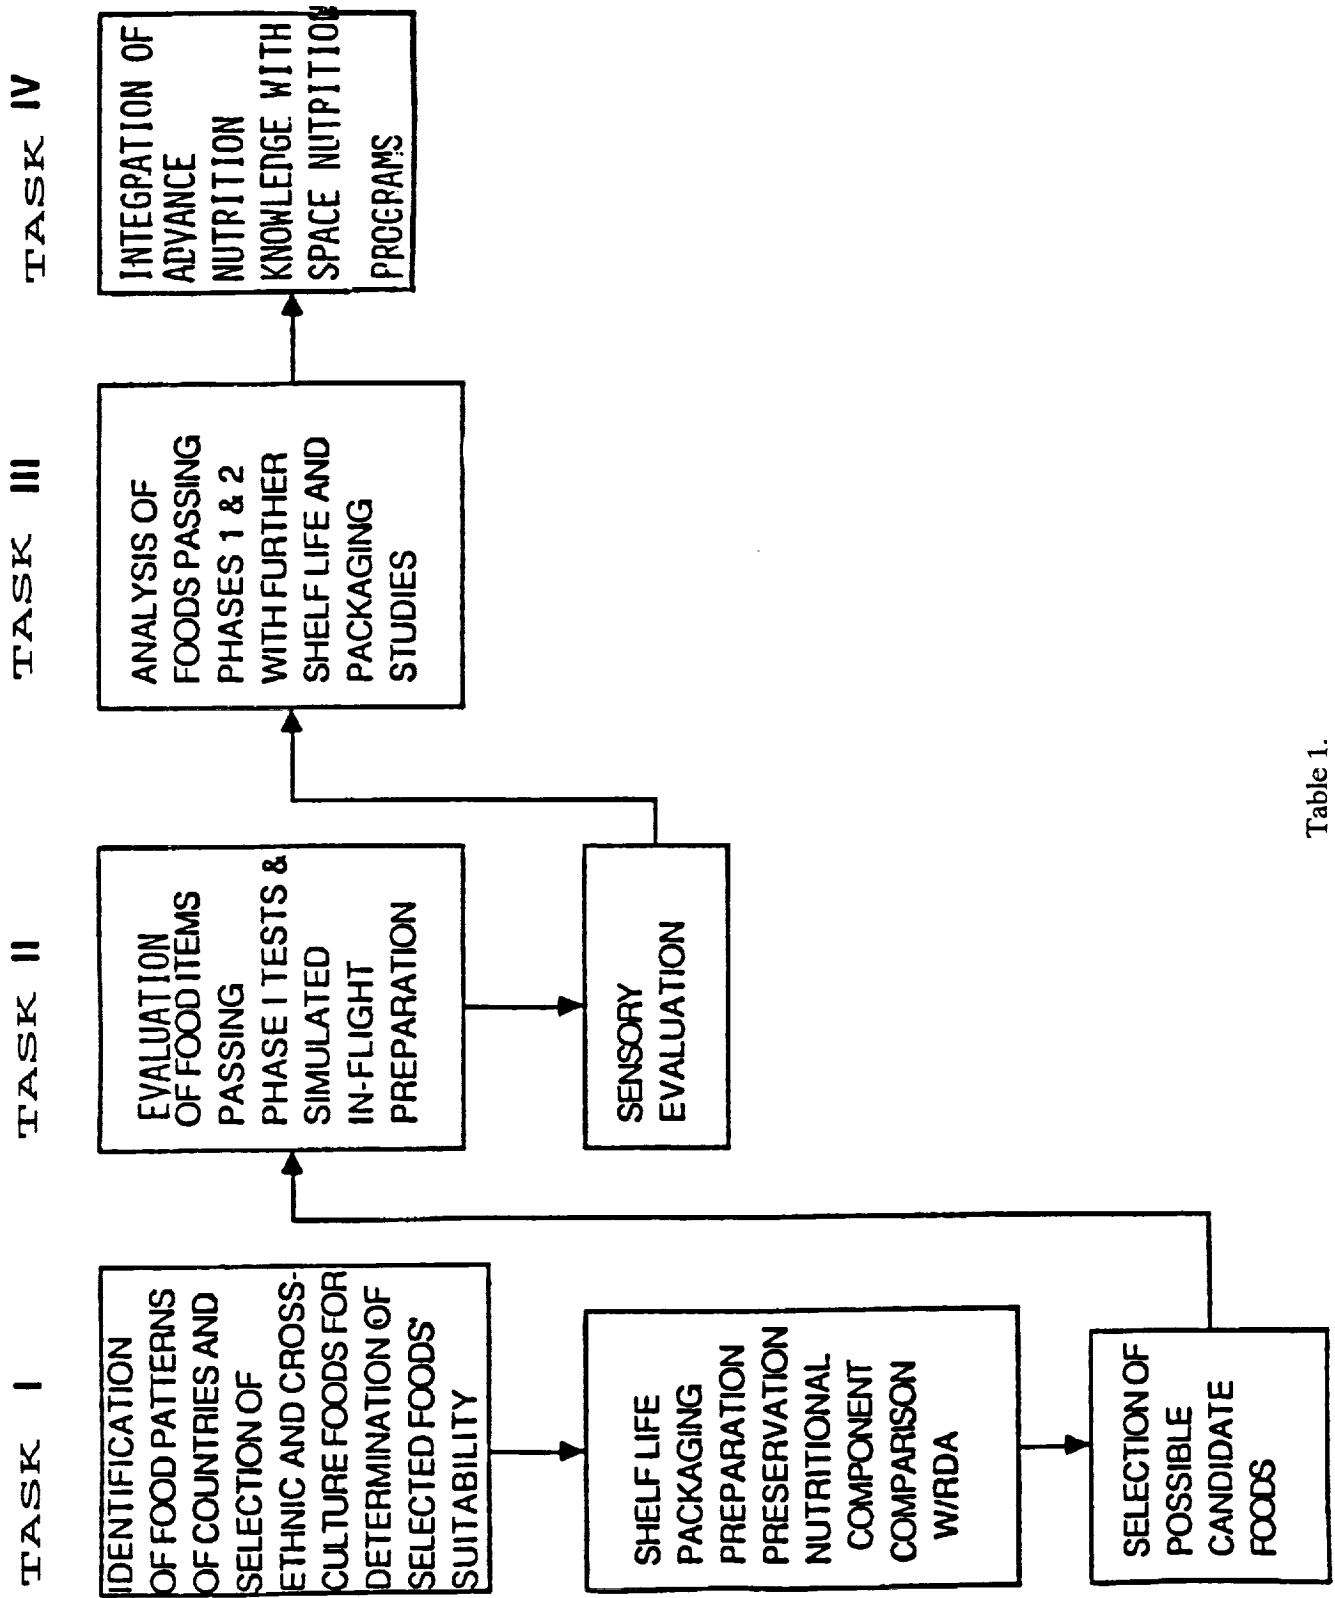 TASK I
IDENTIFICATION
OF FOOD PATTERNS
OF COUNTRIES AND
SELECTION OF
ETHNIC AND CROSS-
CULTURE FOODS FOR
DETERMINATION OF
SELECTED FOODS'
SUITABILITY
SHELF LIFE
PACKAGING
PREPARATION
PRESERVATION
NUTRITIONAL
COMPONENT
COMPARISON
W/RDA
SELECTION OF
POSSIBLE
CANDIDATE
FOODS
TASK II
EVALUATION
OF FOOD ITEMS
PASSING
PHASE I TESTS &
SIMULATED
IN-FLIGHT
PREPARATION
SENSORY
EVALUATION
TASK III
ANALYSIS OF
FOODS PASSING
PHASES 1 & 2
WITH FURTHER
SHELF LIFE AND
PACKAGING
STUDIES
TASK IV
INTEGRATION OF
ADVANCE
NUTRITION
KNOWLEDGE WITH
SPACE NUTRITION
PROGRAMS
Table 1.